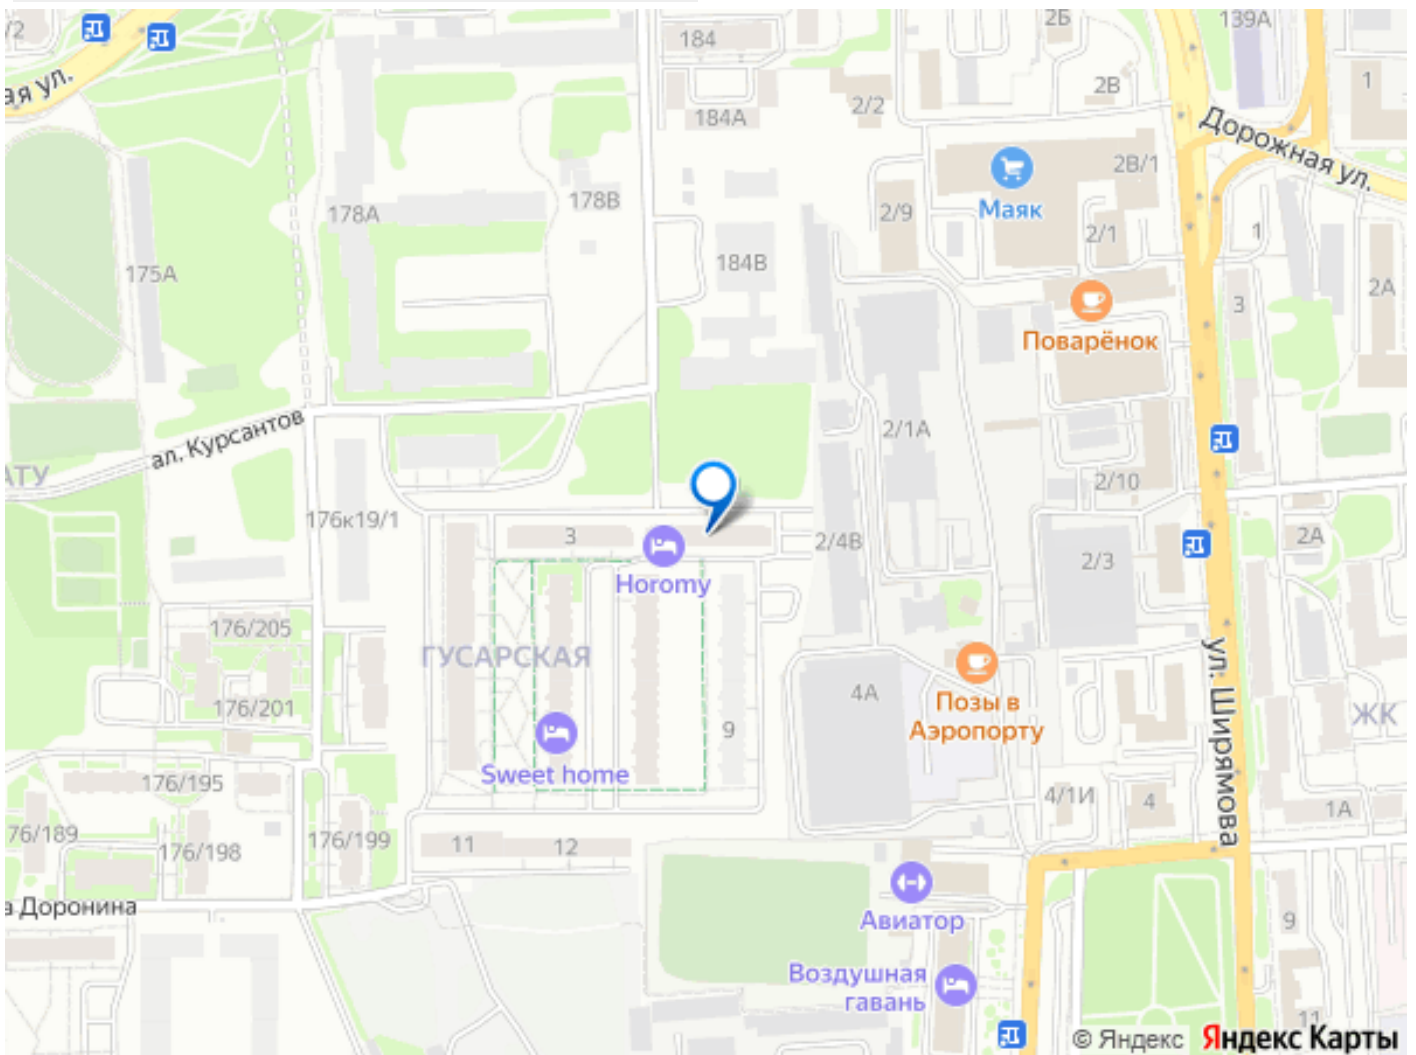 /2
184
2Б
139А
1
ая ул.
2/2
2В
184А
Дорожная ул.
2В/1
178В
178А
2/9
Маяк
2/1
1
175А
184В
2А
3
Поварёнок
ал. Курсантов
2/1А
АТУ
2/10
176к19/1
3
2/4В
2А
2/3
Horomy
176/205
ГУСАРСКАЯ
ул. Ширямова
4А
Позы в
Аэропорту
176/201
ЖК
9
Sweet home
176/195
4/1И
4
1А
76/189
176/198
176/199
11
12
а Доронина
Авиатор
9
Воздушная
гавань
11
© Яндекс Яндекс Карты